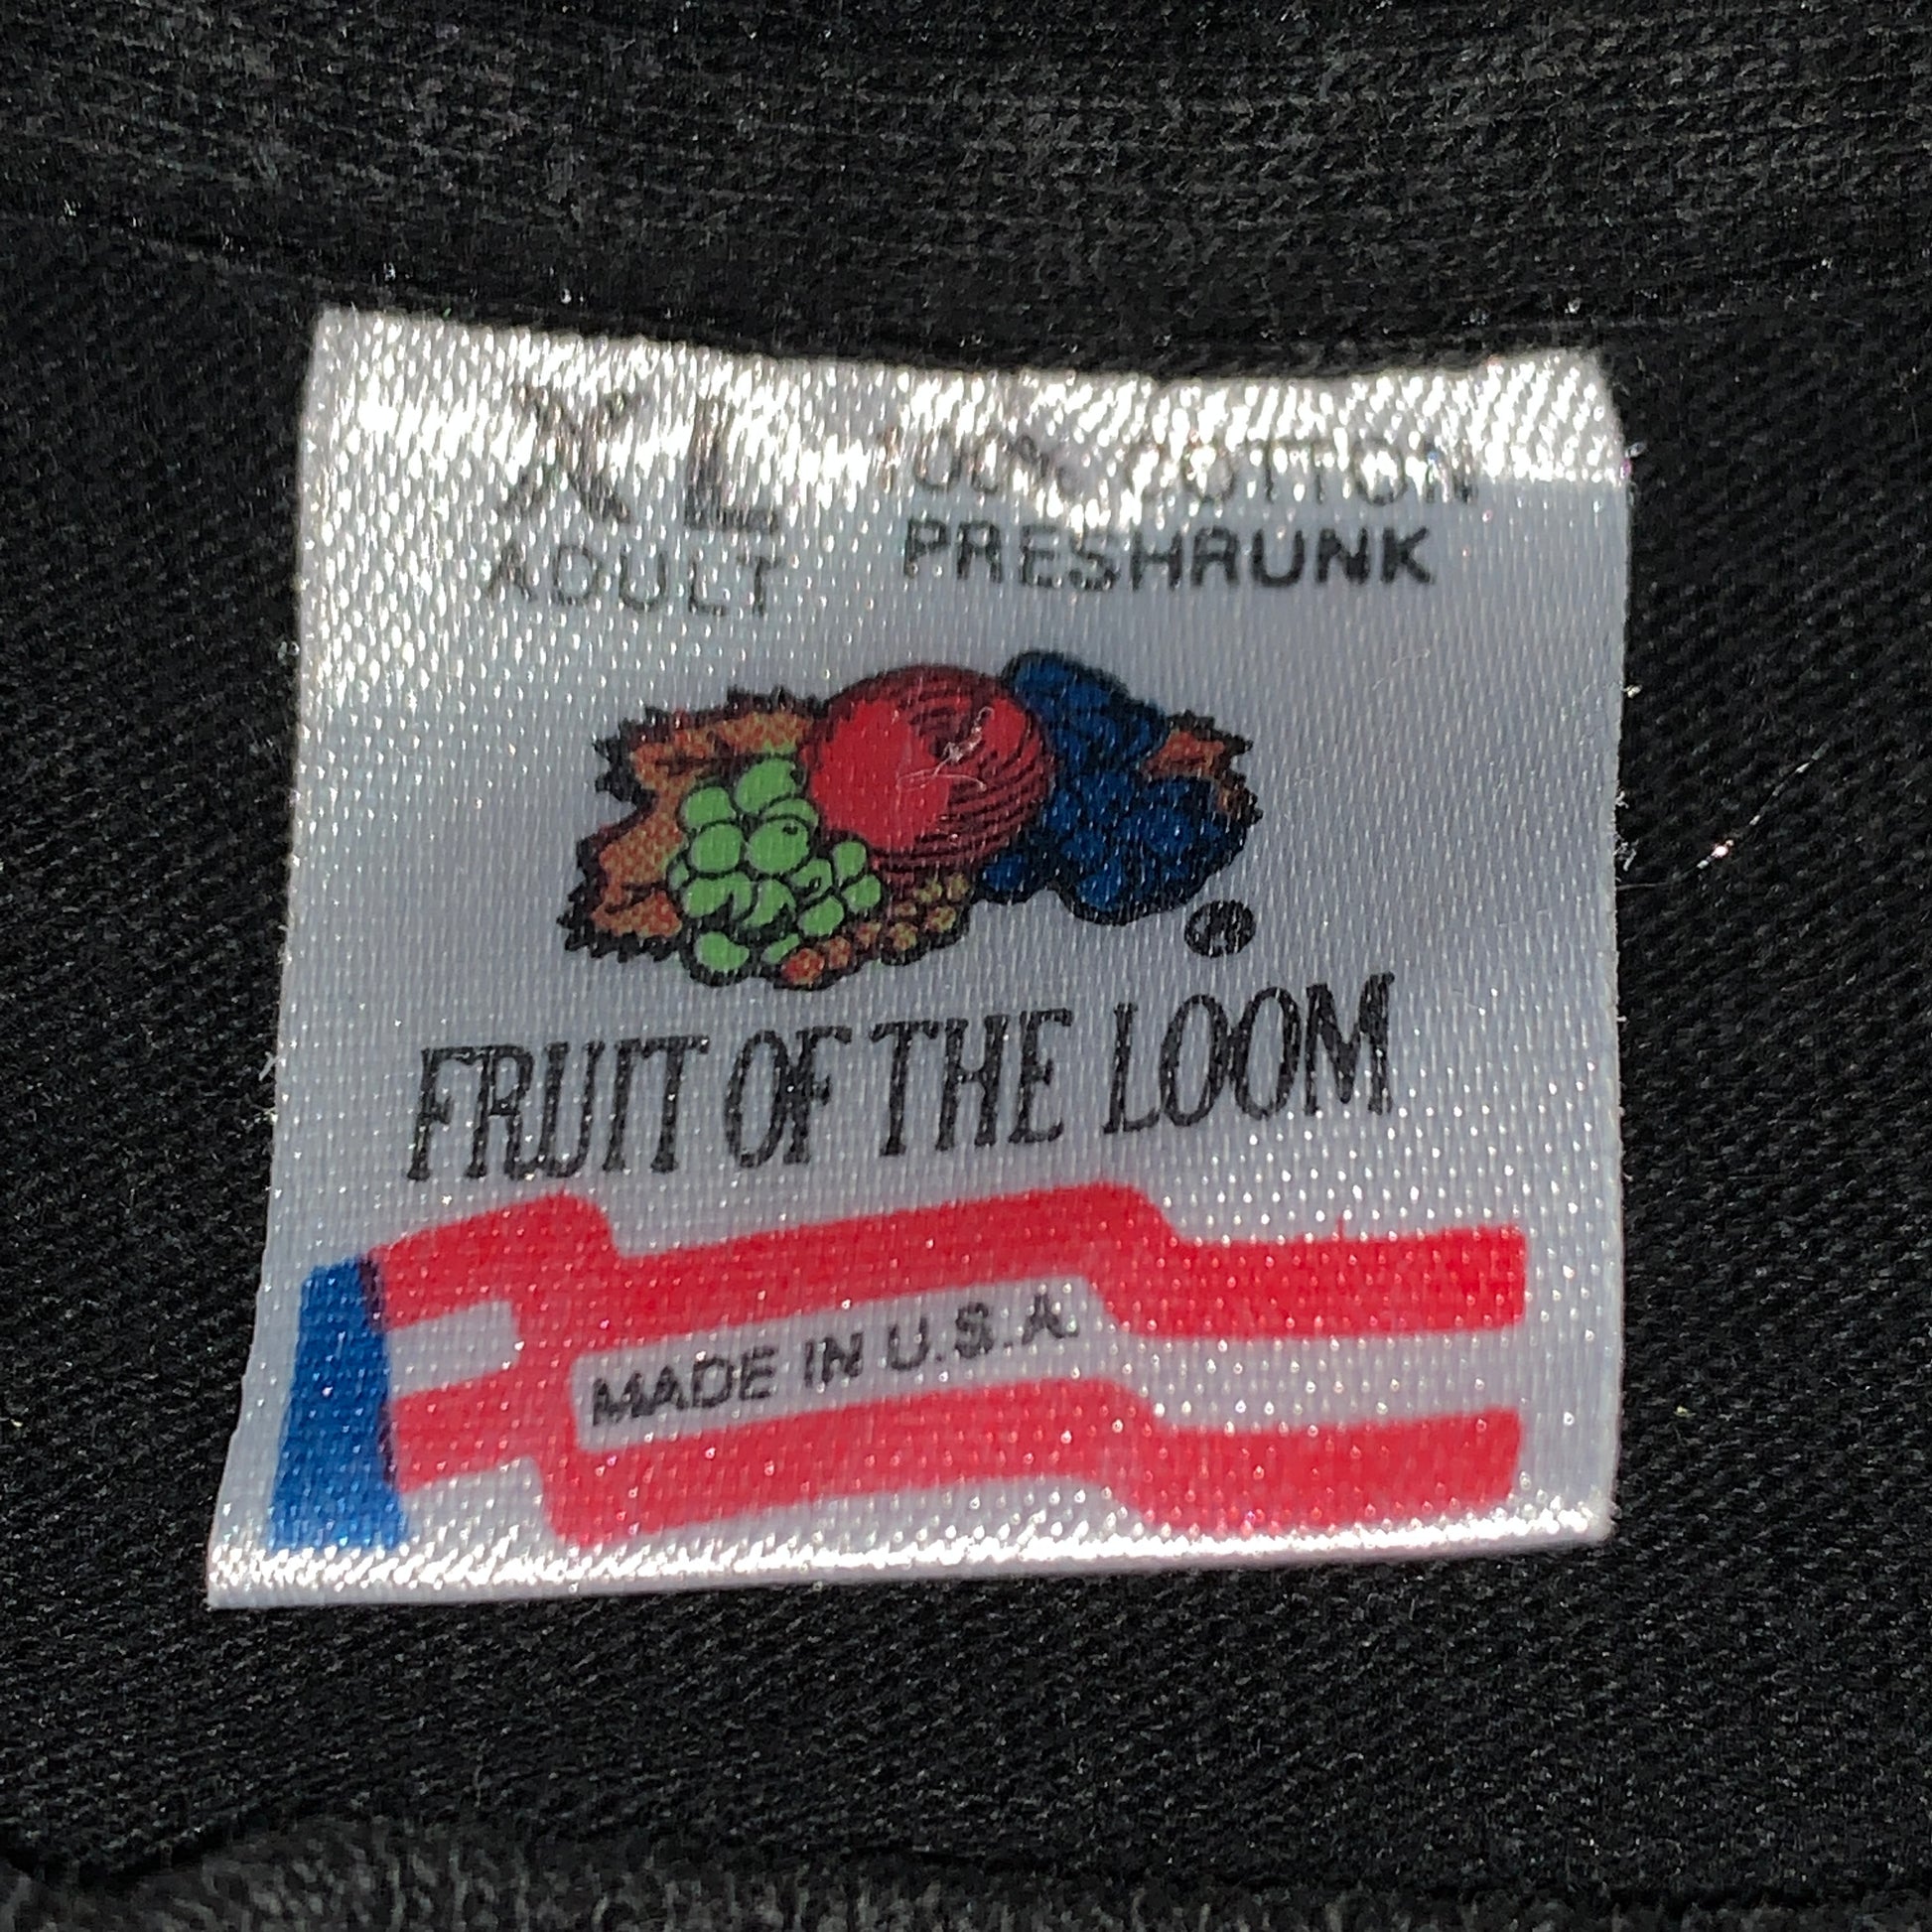 XL
ADULT
100% COTTON
PRESHRUNK
®
FRUIT OF THE LOOM
MADE IN U.S.A.